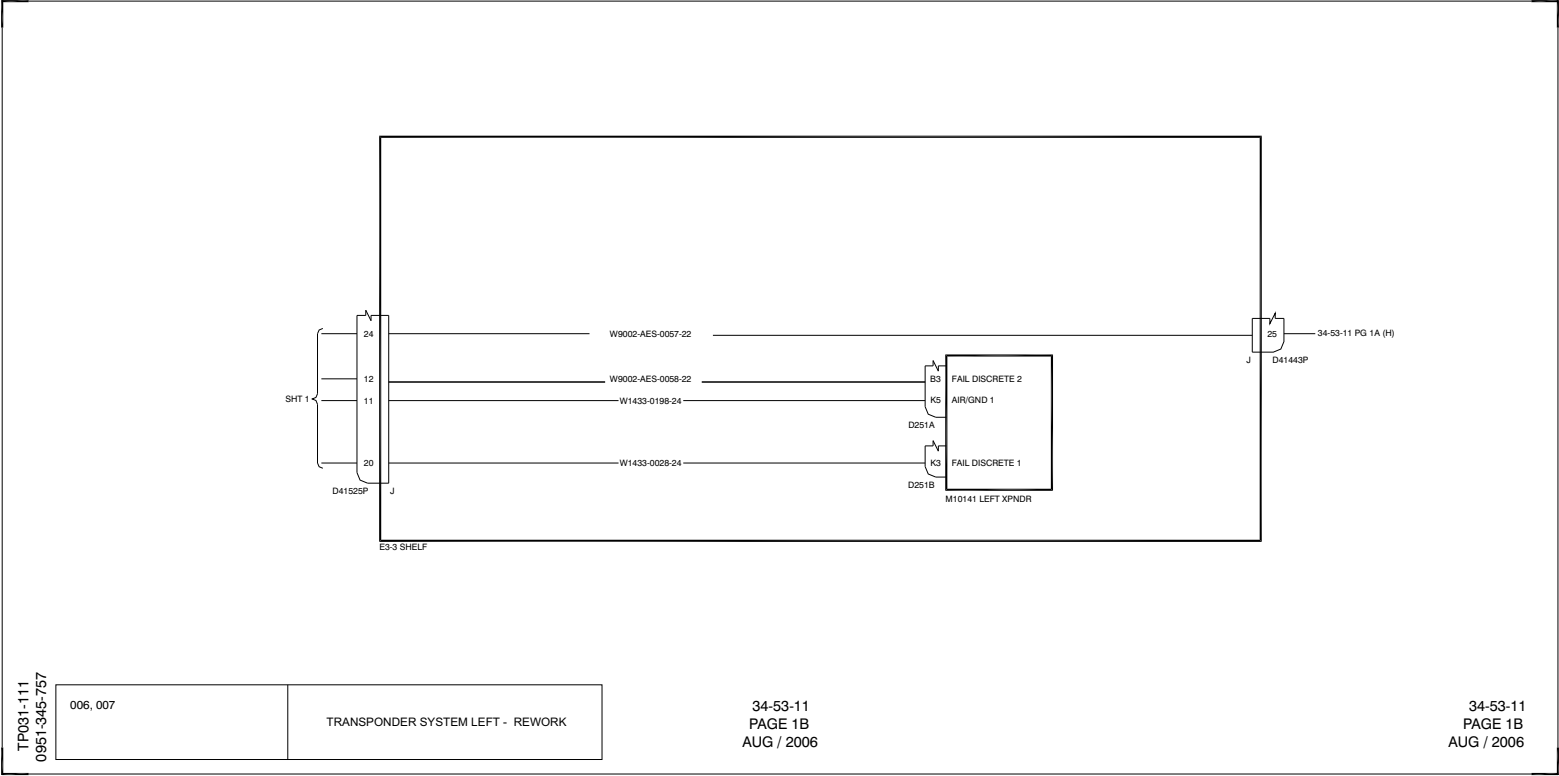 24 W9002-AES-0057-22 25 34-53-11 PG 1A (H)
J D41443P
12 W9002-AES-0058-22 B3 FAIL DISCRETE 2
SHT 1 11 W1433-0198-24 K5 AIR/GND 1
D251A
20 W1433-0028-24 K3 FAIL DISCRETE 1
D251B
D41525P J
M10141 LEFT XPNDR
E3-3 SHELF
TP031-111
0951-345-757
006, 007
TRANSPONDER SYSTEM LEFT - REWORK
34-53-11
PAGE 1B
AUG / 2006
34-53-11
PAGE 1B
AUG / 2006